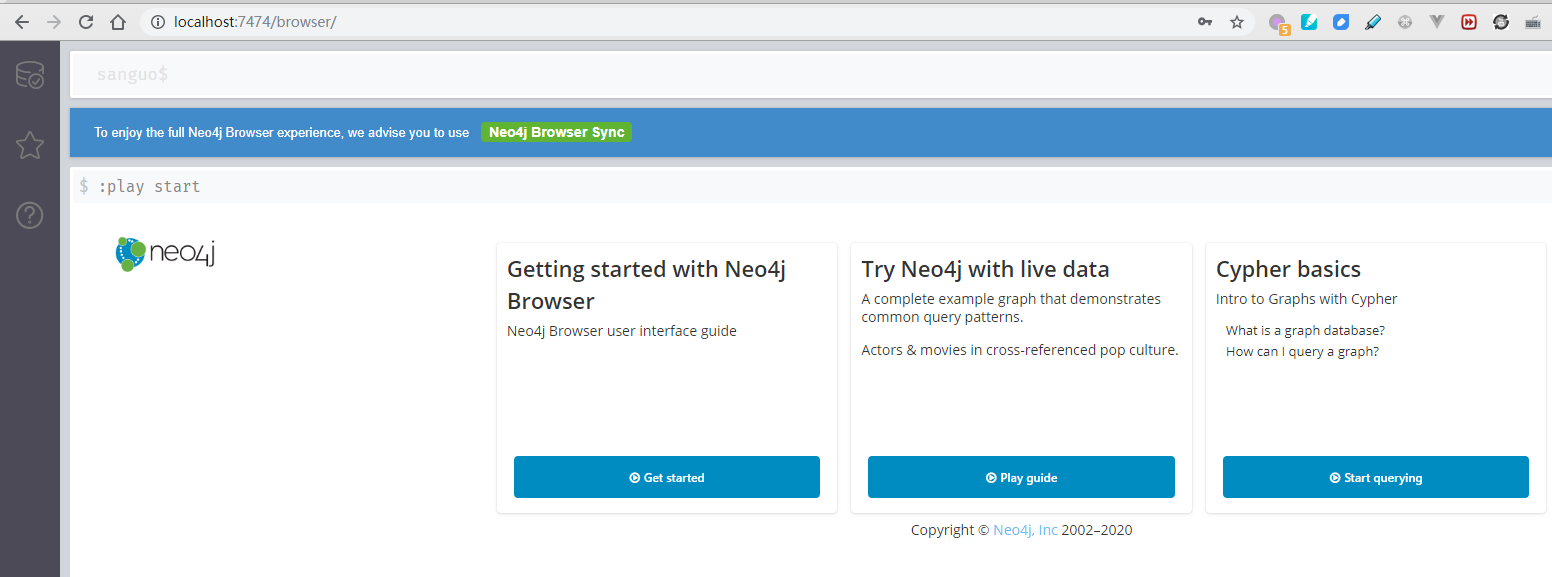 localhost:7474/browser/
5
sanguo$
To enjoy the full Neo4j Browser experience, we advise you to use Neo4j Browser Sync
$ :play start
neo4j
Getting started with Neo4j
Browser
Neo4j Browser user interface guide
Get started
Try Neo4j with live data
A complete example graph that demonstrates
common query patterns.
Actors & movies in cross-referenced pop culture.
Play guide
Cypher basics
Intro to Graphs with Cypher
What is a graph database?
How can I query a graph?
Start querying
Copyright © Neo4j, Inc 2002–2020